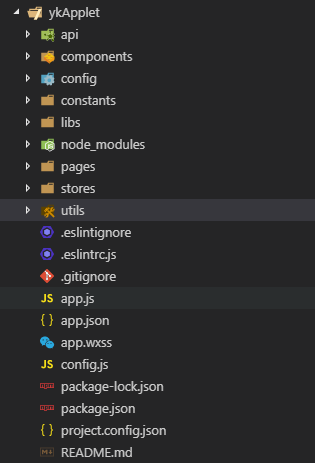 ykApplet
api
components
config
constants
libs
node_modules
pages
stores
utils
.eslintignore
.eslintrc.js
.gitignore
JS app.js
{ } app.json
app.wxss
JS config.js
package-lock.json
package.json
{ } project.config.json
README.md